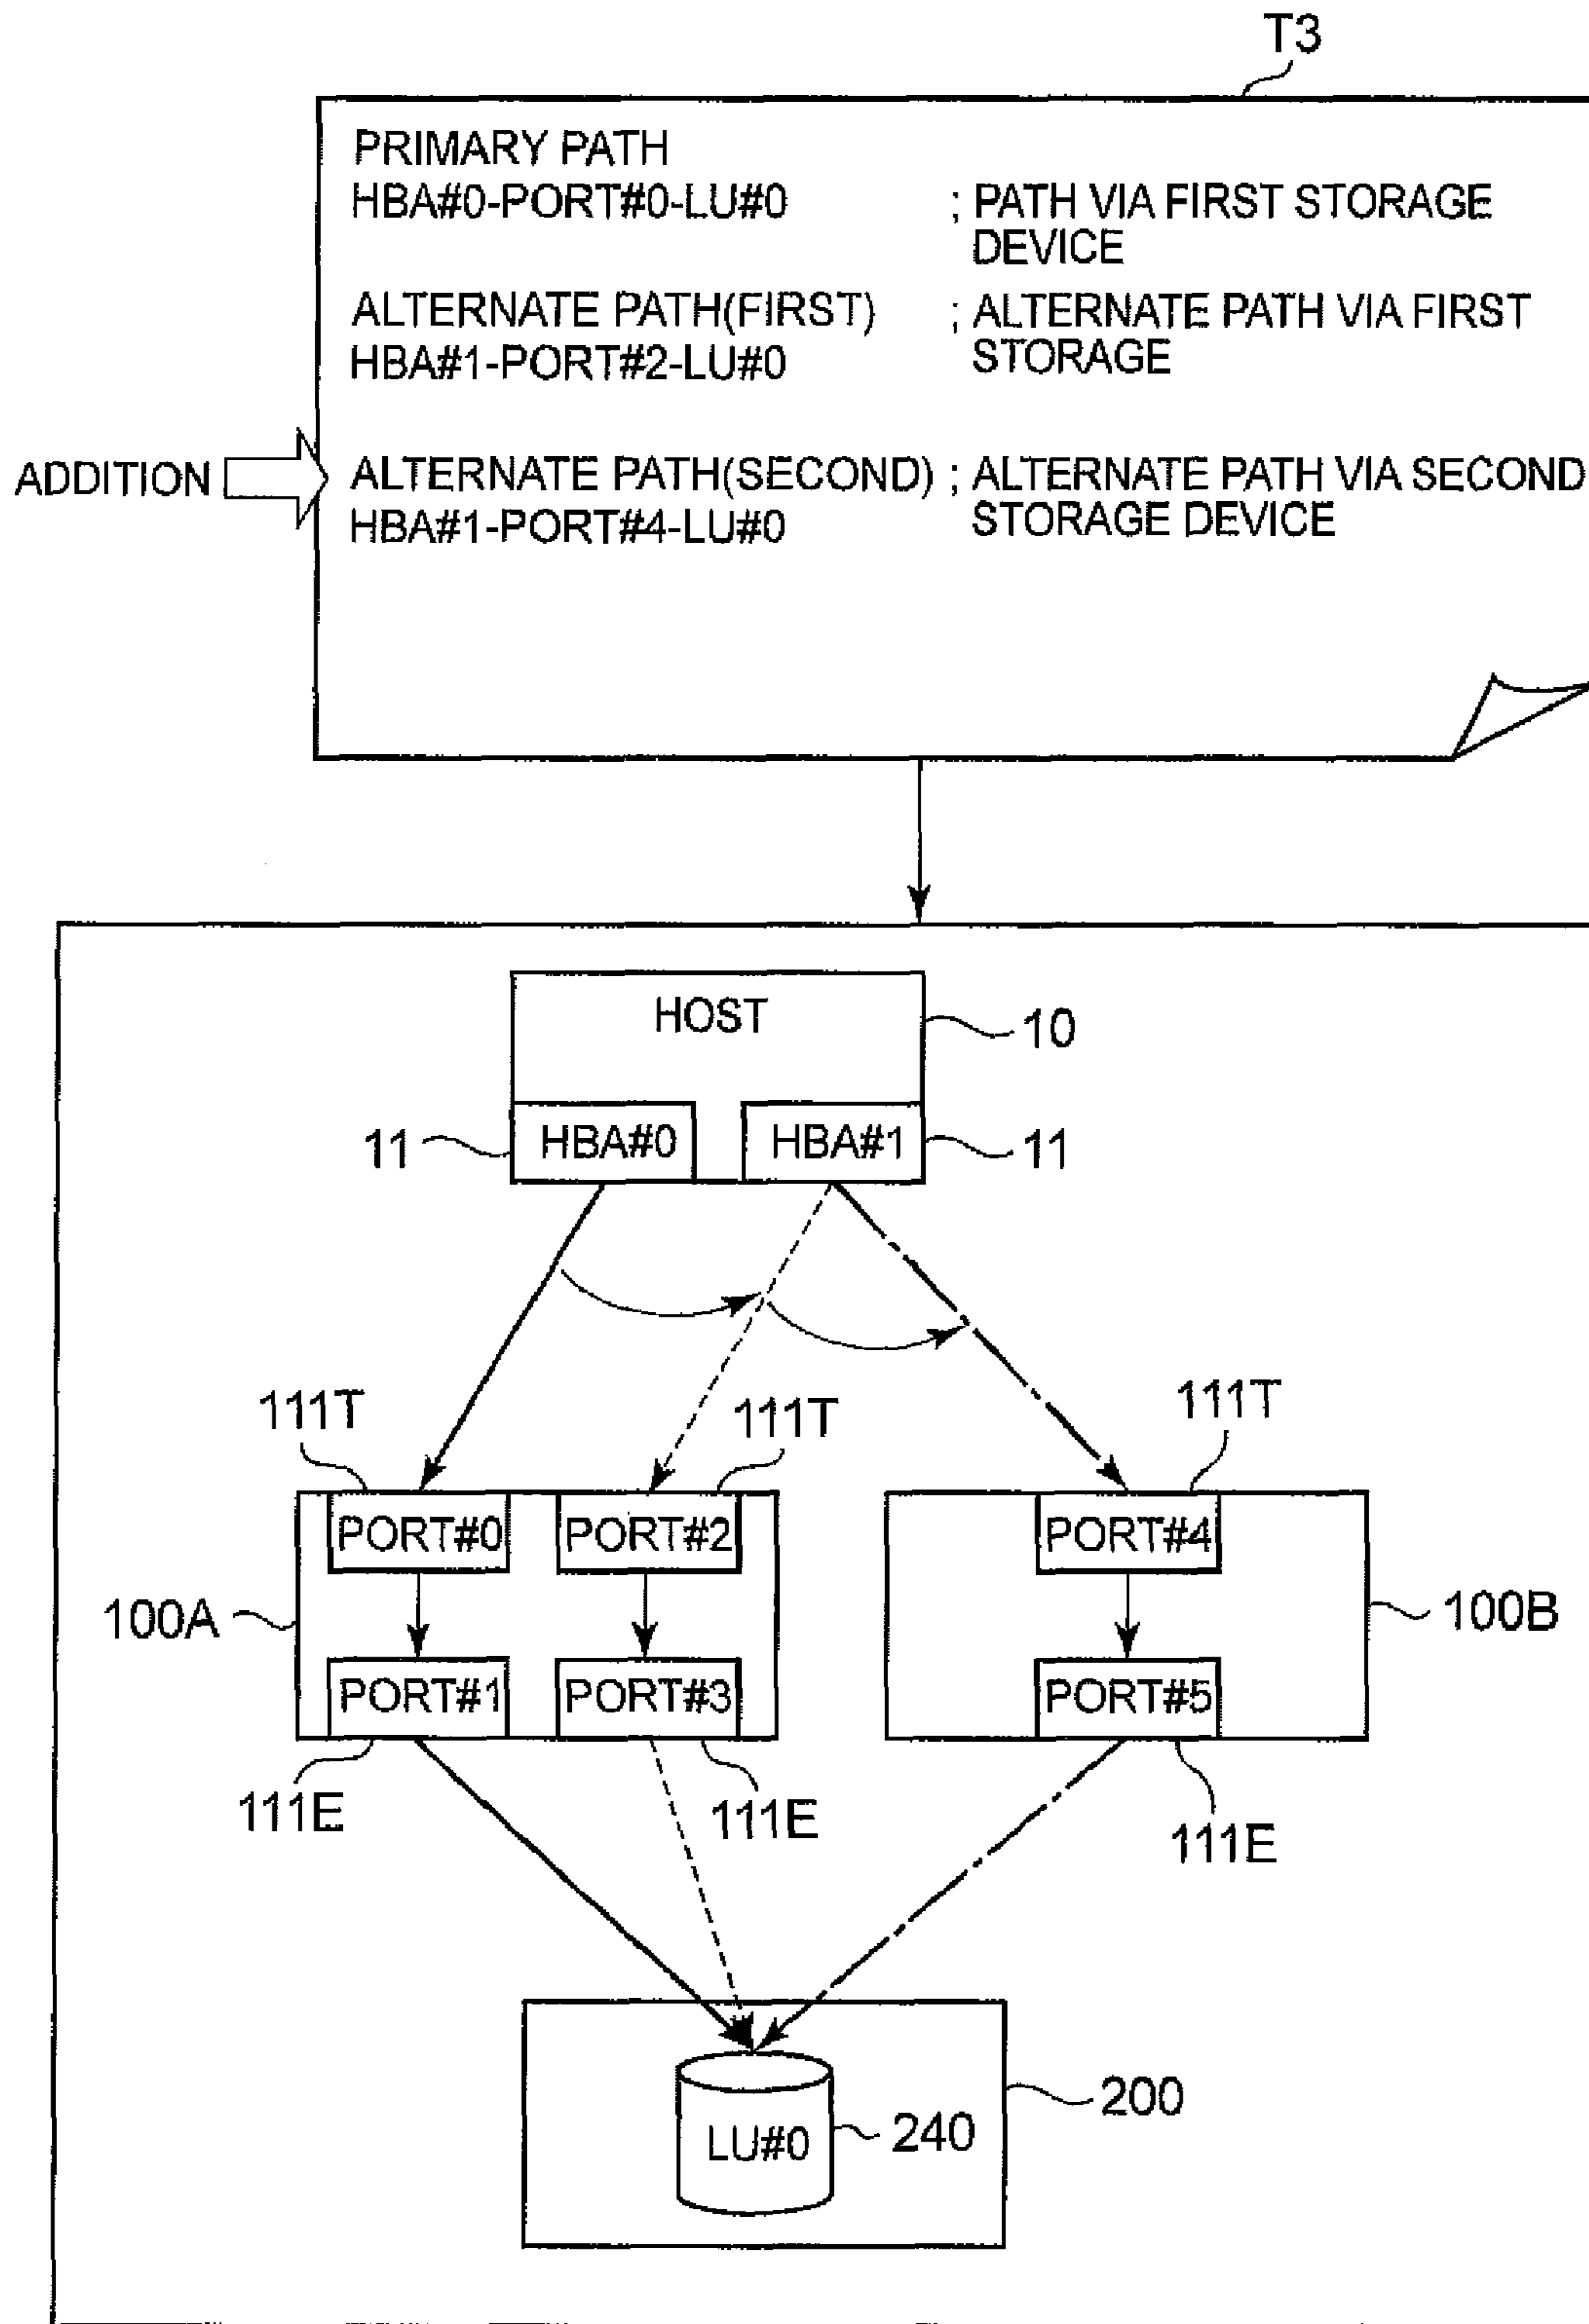 T3
PRIMARY PATH
HBA#0-PORT#0-LU#0 ; PATH VIA FIRST STORAGE
DEVICE
ALTERNATE PATH(FIRST) ; ALTERNATE PATH VIA FIRST
HBA#1-PORT#2-LU#0 STORAGE
ADDITION ALTERNATE PATH(SECOND) ; ALTERNATE PATH VIA SECOND
HBA#1-PORT#4-LU#0 STORAGE DEVICE
HOST 10
11 HBA#0 HBA#1 11
111T 111T 111T
PORT#0 PORT#2 PORT#4
100A 100B
PORT#1 PORT#3 PORT#5
111E 111E 111E
200
LU#0 240